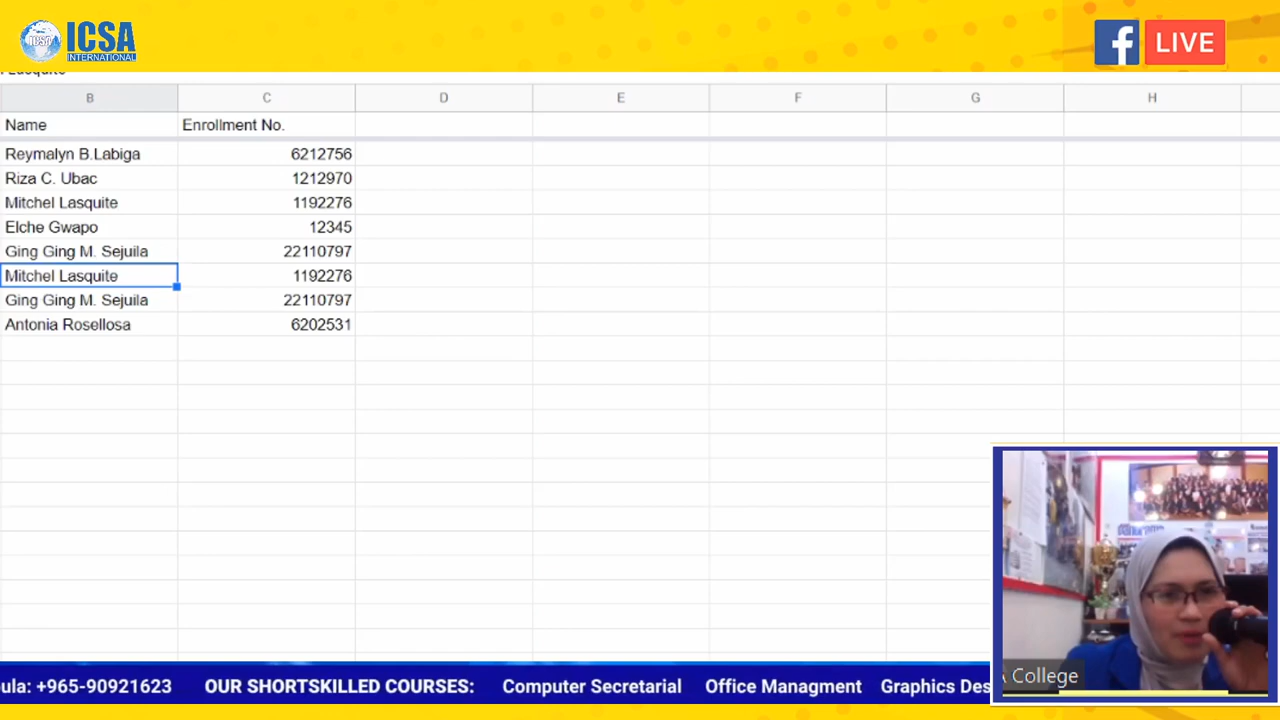 ICSA
INTERNATIONAL
f LIVE
B C D E F G H
Name Enrollment No.
Reymalyn B.Labiga 6212756
Riza C. Ubac 1212970
Mitchel Lasquite 1192276
Elche Gwapo 12345
Ging Ging M. Sejuila 22110797
Mitchel Lasquite 1192276
Ging Ging M. Sejuila 22110797
Antonia Rosellosa 6202531
College
+965-90921623 OUR SHORTSKILLED COURSES: Computer Secretarial Office Managment Graphics